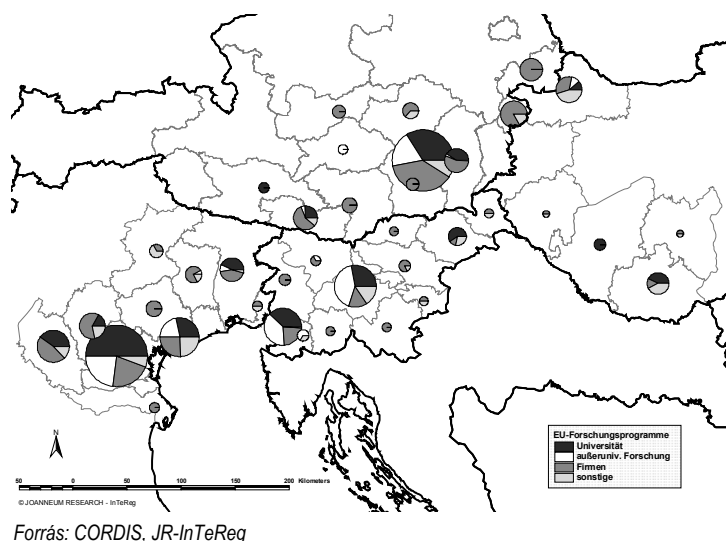 N
50 0 50 100 150 200 Kilometers
© JOANNEUM RESEARCH - InTeReg
EU-Forschungsprogramme
Universität
außeruniv. Forschung
Firmen
sonstige
Forrás: CORDIS, JR-InTeReg